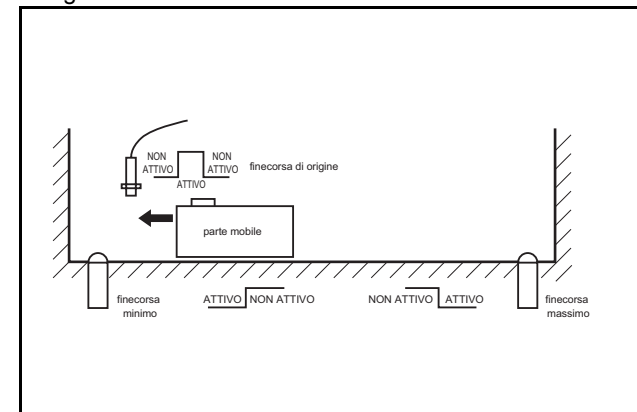 NON
ATTIVO
NON
ATTIVO
ATTIVO
finecorsa di origine
parte mobile
finecorsa
minimo
ATTIVO NON ATTIVO
NON ATTIVO ATTIVO
finecorsa
massimo